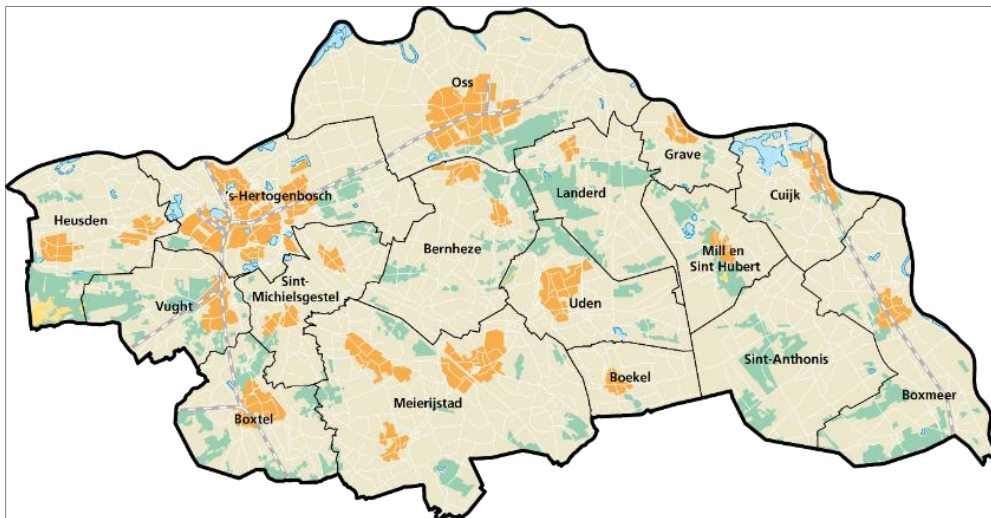 Oss
Grave
's-Hertogenbosch
Landerd
Cuijk
Heusden
Bernheze
Mill en
Sint Hubert
Sint-
Michielsgestel
Vught
Uden
Sint-Anthonis
Boekel
Boxmeer
Meierijstad
Boxtel